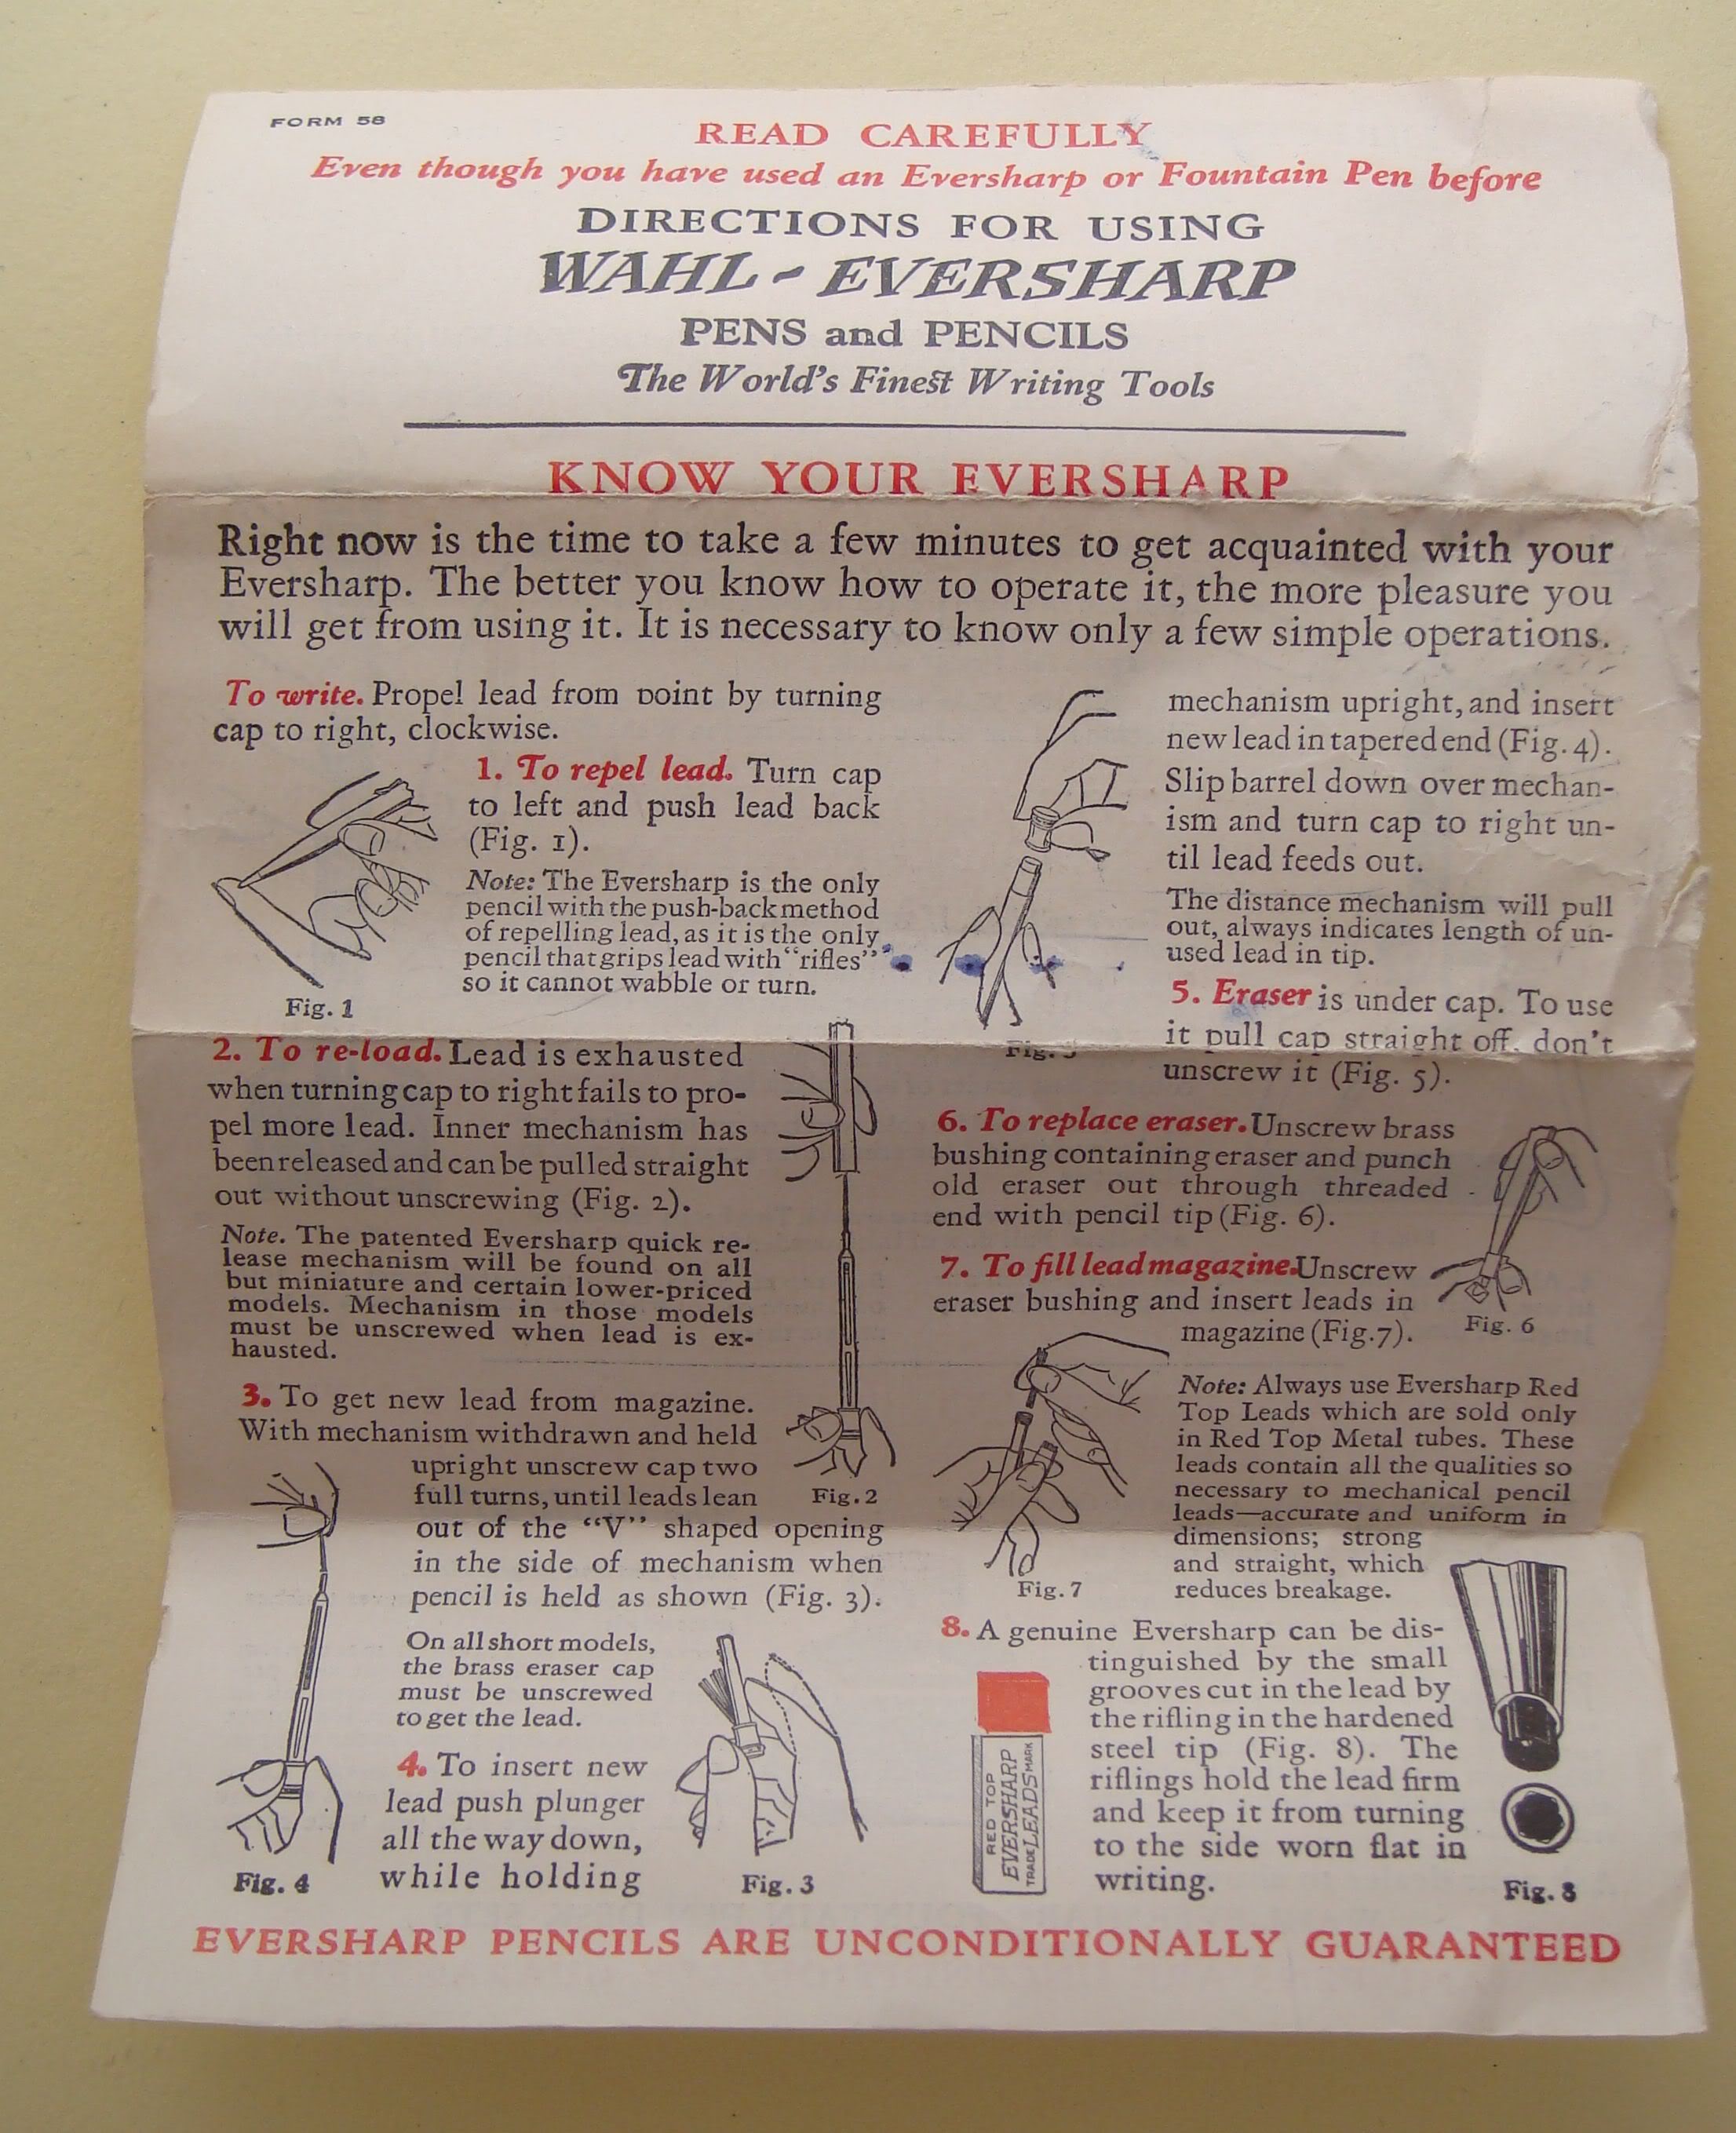 FORM 58
READ CAREFULLY
Even though you have used an Eversharp or Fountain Pen before
DIRECTIONS FOR USING
WAHL-EVERSHARP
PENS and PENCILS
The World's Finest Writing Tools
KNOW YOUR EVERSHARP
Right now is the time to take a few minutes to get acquainted with your
Eversharp. The better you know how to operate it, the more pleasure you
will get from using it. It is necessary to know only a few simple operations.
To write. Propel lead from point by turning
cap to right, clockwise.
1. To repel lead. Turn cap
to left and push lead back
(Fig. 1).
Note: The Eversharp is the only
pencil with the push-back method
of repelling lead, as it is the only
pencil that grips lead with "rifles"
so it cannot wabble or turn.
Fig. 1
2. To re-load. Lead is exhausted
when turning cap to right fails to pro-
pel more lead. Inner mechanism has
been released and can be pulled straight
out without unscrewing (Fig. 2).
Note. The patented Eversharp quick re-
lease mechanism will be found on all
but miniature and certain lower-priced
models. Mechanism in those models
must be unscrewed when lead is ex-
hausted.
3. To get new lead from magazine.
With mechanism withdrawn and held
upright unscrew cap two
full turns, until leads lean
out of the "V" shaped opening
in the side of mechanism when
pencil is held as shown (Fig. 3).
Fig. 2
On all short models,
the brass eraser cap
must be unscrewed
to get the lead.
4. To insert new
lead push plunger
all the way down,
while holding
Fig. 4
Fig. 3
mechanism upright, and insert
new lead in tapered end (Fig. 4).
Slip barrel down over mechan-
ism and turn cap to right un-
til lead feeds out.
The distance mechanism will pull
out, always indicates length of un-
used lead in tip.
5. Eraser is under cap. To use
it pull cap straight off, don't
unscrew it (Fig. 5).
Fig. 5
6. To replace eraser. Unscrew brass
bushing containing eraser and punch
old eraser out through threaded
end with pencil tip (Fig. 6).
7. To fill lead magazine. Unscrew
eraser bushing and insert leads in
magazine (Fig. 7).
Fig. 6
Note: Always use Eversharp Red
Top Leads which are sold only
in Red Top Metal tubes. These
leads contain all the qualities so
necessary to mechanical pencil
leads—accurate and uniform in
dimensions; strong
and straight, which
reduces breakage.
Fig. 7
8. A genuine Eversharp can be dis-
tinguished by the small
grooves cut in the lead by
the rifling in the hardened
steel tip (Fig. 8). The
riflings hold the lead firm
and keep it from turning
to the side worn flat in
writing.
RED TOP
EVERSHARP
TRADE LEADS MARK
Fig. 8
EVERSHARP PENCILS ARE UNCONDITIONALLY GUARANTEED